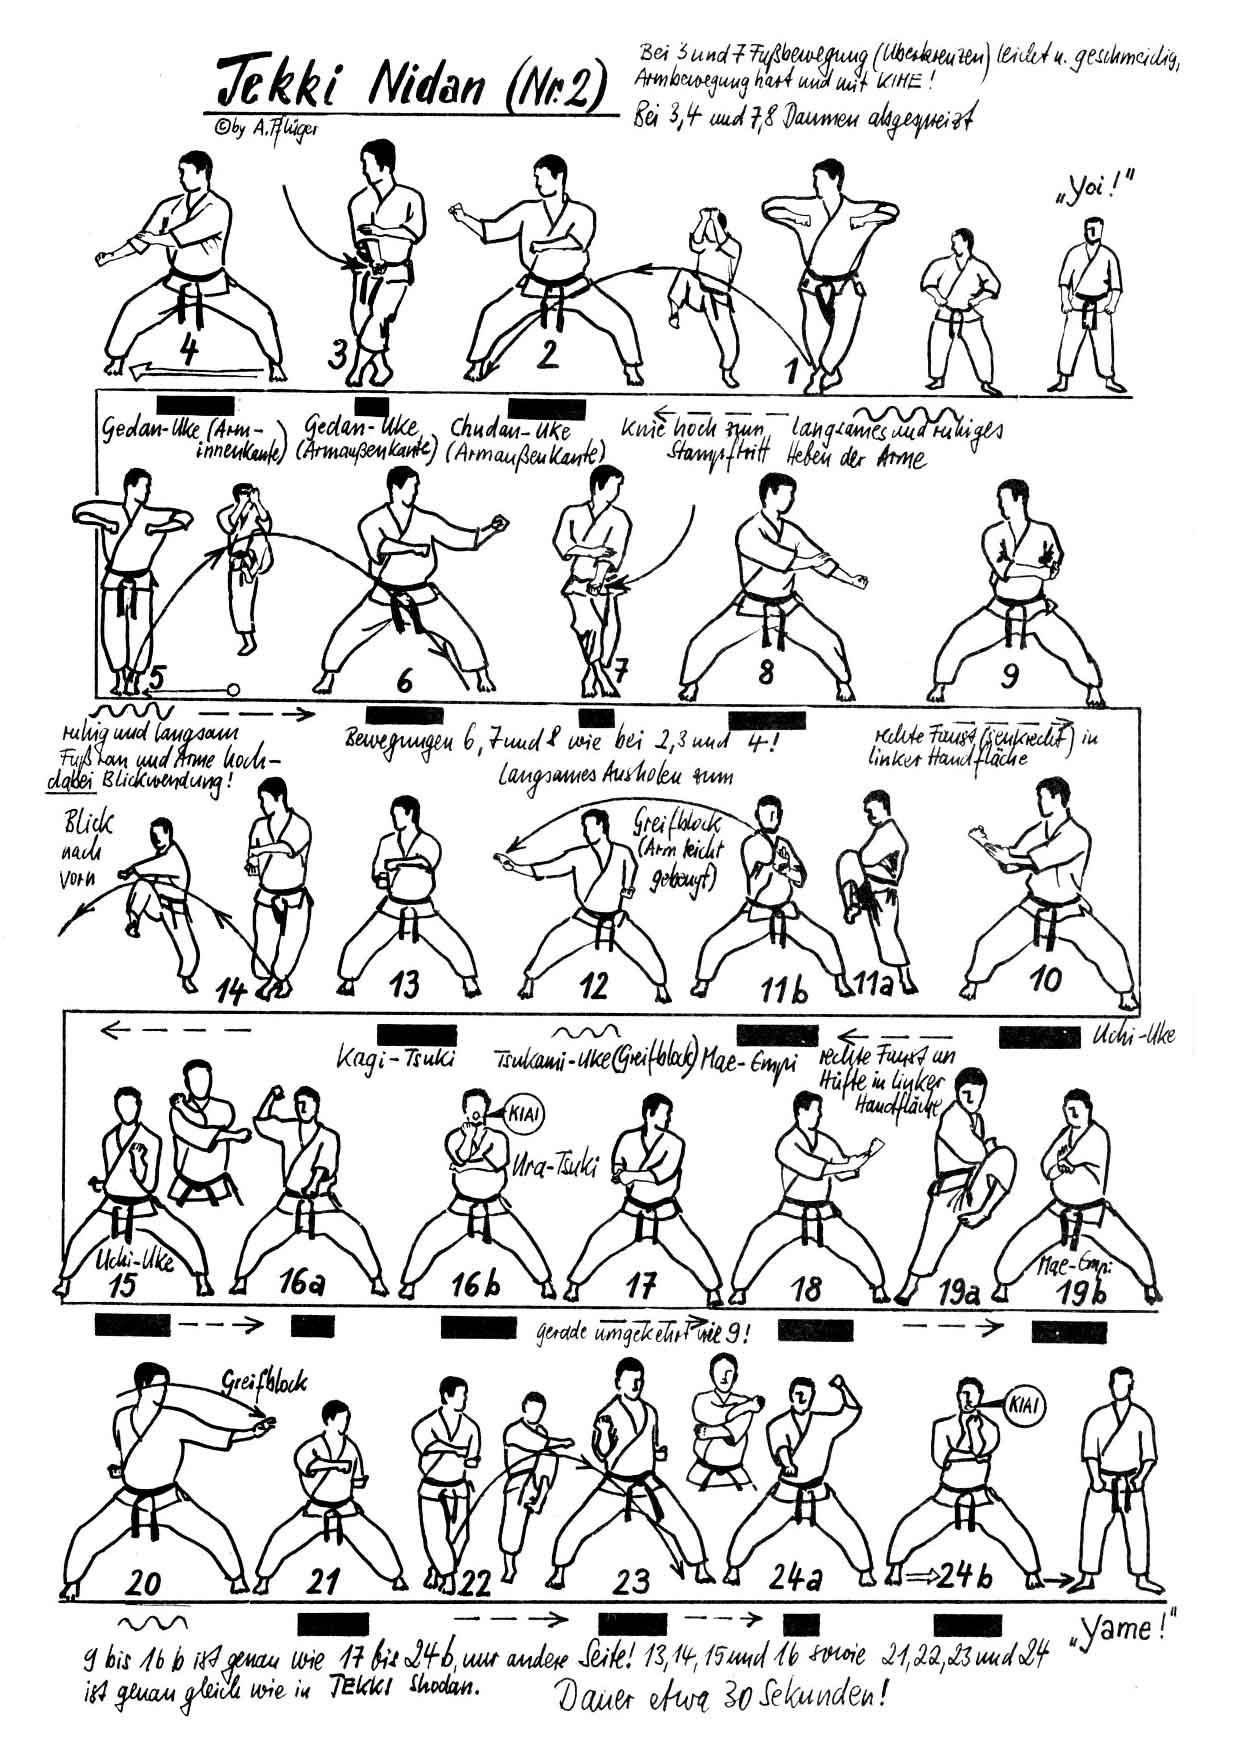 Tekki Nidan (Nr. 2)
©by A. Pflüger
Bei 3 und 7 Fußbewegung (Überkreuzen) leicht u. geschmeidig,
Armbewegung hart und mit KIME!
Bei 3,4 und 7,8 Daumen abgespreizt
„Yoi!"
4
3
2
1
Gedan-Uke (Arm-
innenkante)
Gedan-Uke
(Armaußenkante)
Chudan-Uke
(Armaußenkante)
Knie hoch zum
Stampftritt
langsames und ruhiges
Heben der Arme
5
6
7
8
9
ruhig und langsam
Fuß ran und Arme hoch-
dabei Blickwendung!
Bewegungen 6, 7 und 8 wie bei 2, 3 und 4!
rechte Faust (senkrecht) in
linker Handfläche
langsames Ausholen zum
Greifblock
(Arm leicht
gebeugt)
Blick
nach
vorn
14
13
12
11b
11a
10
Kagi-Tsuki
Tsukami-Uke (Greifblock)
Mae-Empi
rechte Faust an
Hüfte in linker
Handfläche
Uchi-Uke
KIAI
Ura-Tsuki
Uchi-Uke
15
16a
16b
17
18
19a
Mae-Empi
19b
gerade umgekehrt wie 9!
Greifblock
KIAI
20
21
22
23
24a
24b
„Yame!"
9 bis 16 b ist genau wie 17 bis 24 b, nur andere Seite! 13, 14, 15 und 16 sowie 21, 22, 23 und 24
ist genau gleich wie in TEKKI Shodan.
Dauer etwa 30 Sekunden!